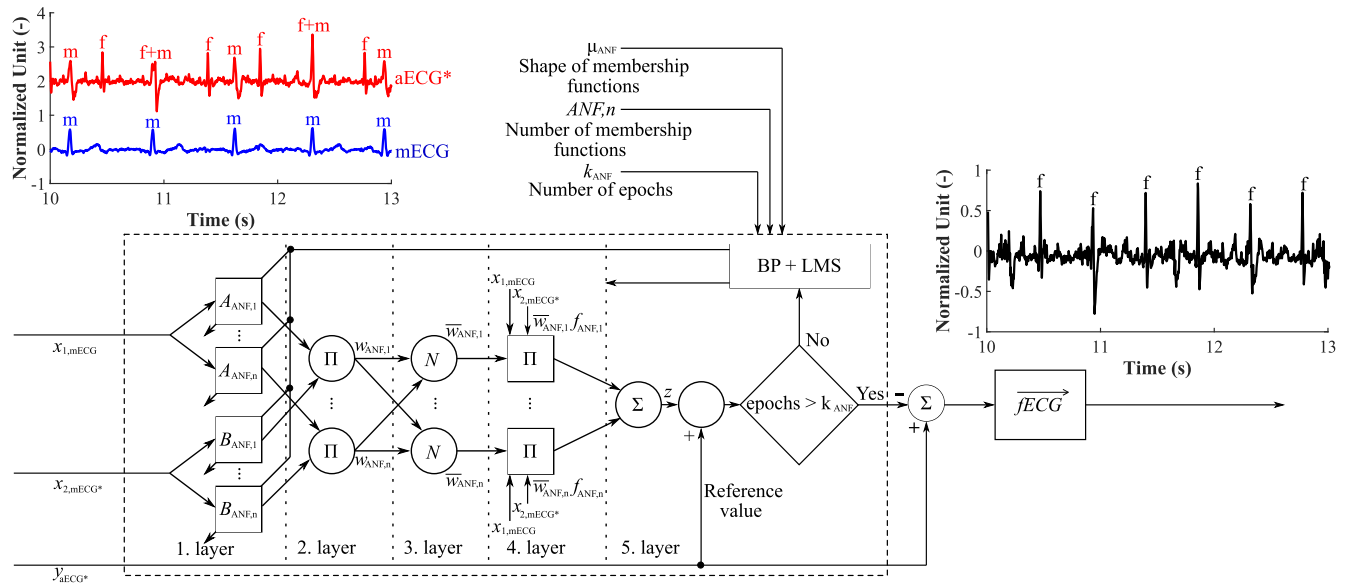 Normalized Unit (-)
4
3
2
1
0
-1
10
11
12
13
Time (s)
m
f
f+m
f
m
f
f+m
f
m
aECG*
m
m
m
m
m
mECG
μANF
Shape of membership
functions
ANF,n
Number of membership
functions
kANF
Number of epochs
BP + LMS
Normalized Unit (-)
1
0.5
0
-0.5
-1
10
11
12
13
Time (s)
f
f
f
f
f
f
x1,mECG
x2,mECG*
yaECG*
AANF,1
⋮
AANF,n
BANF,1
⋮
BANF,n
Π
⋮
Π
wANF,1
wANF,n
N
⋮
N
w̅ANF,1
w̅ANF,n
x1,mECG
x2,mECG*
w̅ANF,1 fANF,1
Π
⋮
Π
w̅ANF,n fANF,n
x2,mECG*
x1,mECG
Σ
z
+
Reference
value
epochs > kANF
No
Yes
-
+
Σ
fECG
1. layer
2. layer
3. layer
4. layer
5. layer